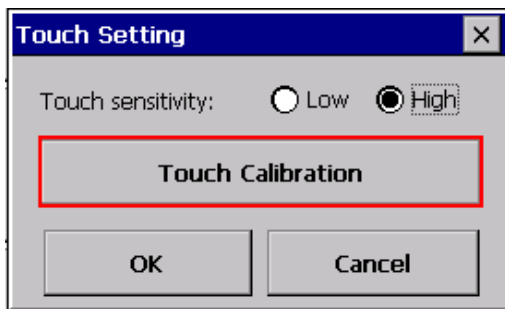 Touch Setting
Touch sensitivity: Low High
Touch Calibration
OK Cancel